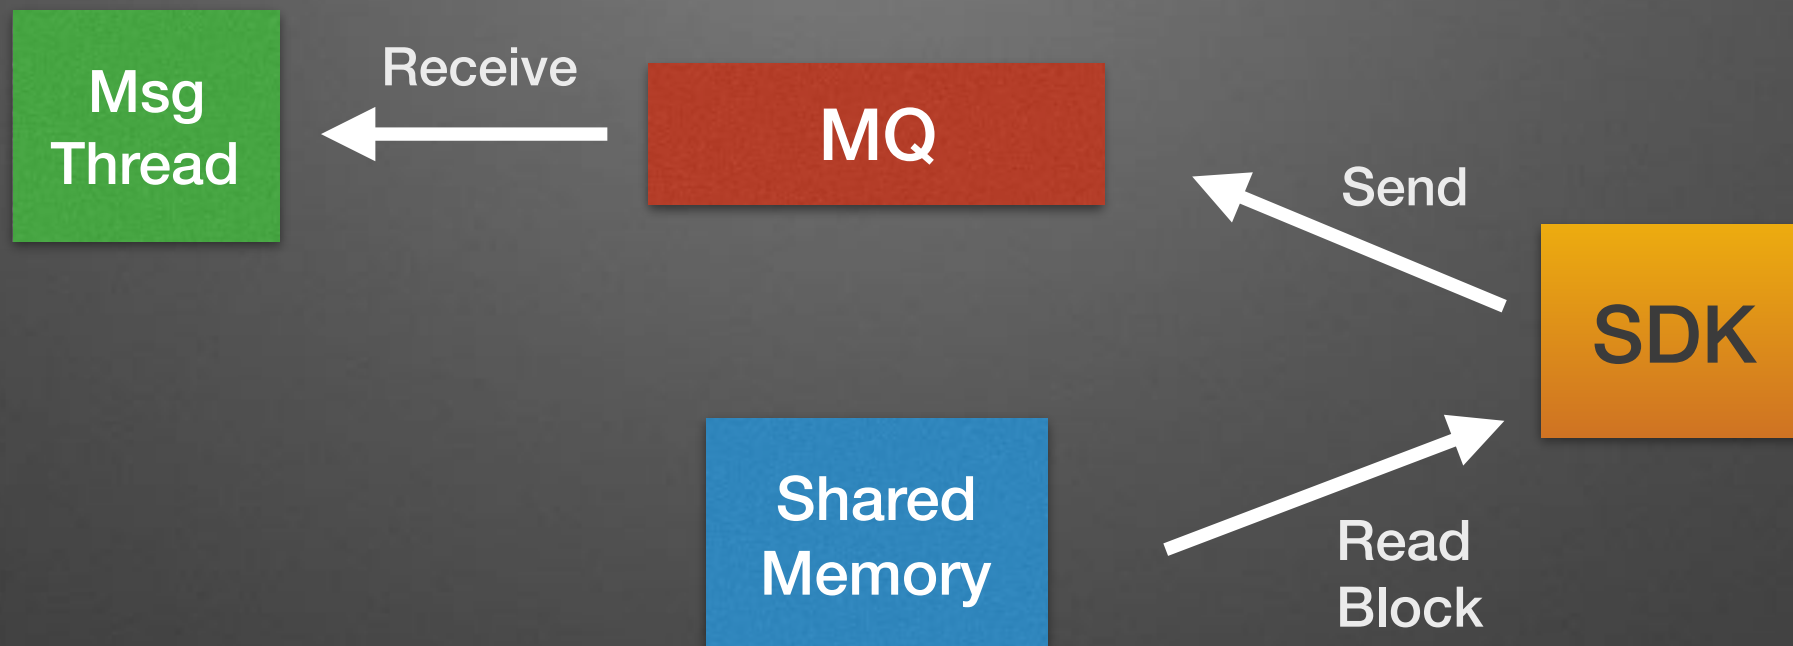 Msg
Thread
Receive
MQ
Send
SDK
Shared
Memory
Read
Block